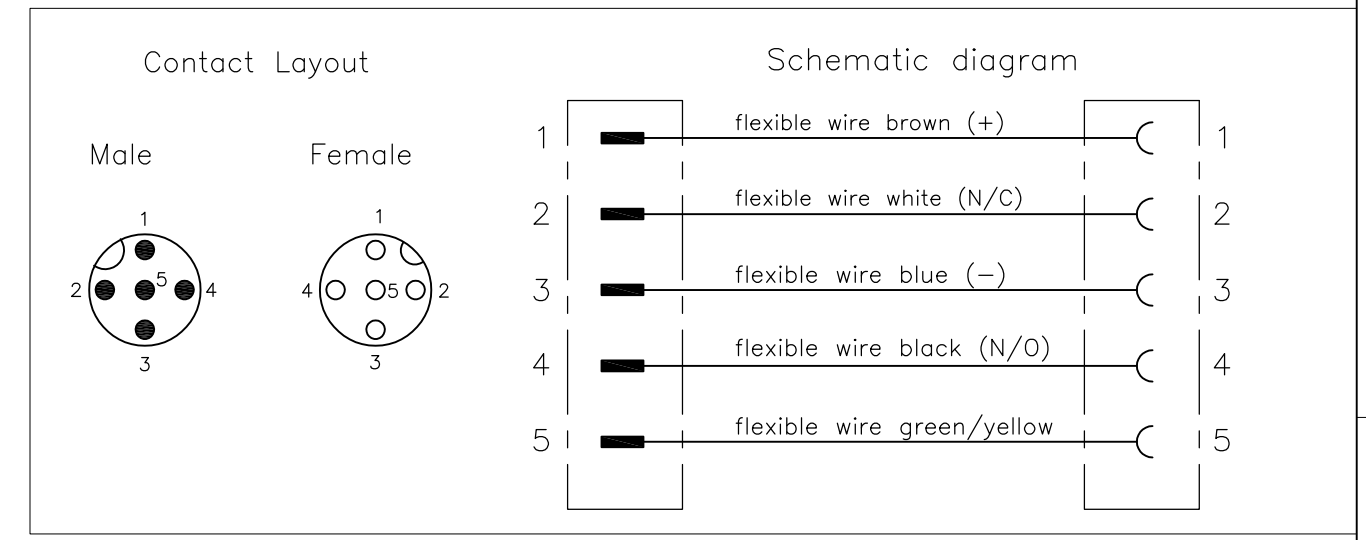 Contact Layout
Male
Female
1
2
5
4
3
1
4
5
2
3
Schematic diagram
1 flexible wire brown (+) 1
2 flexible wire white (N/C) 2
3 flexible wire blue (−) 3
4 flexible wire black (N/O) 4
5 flexible wire green/yellow 5